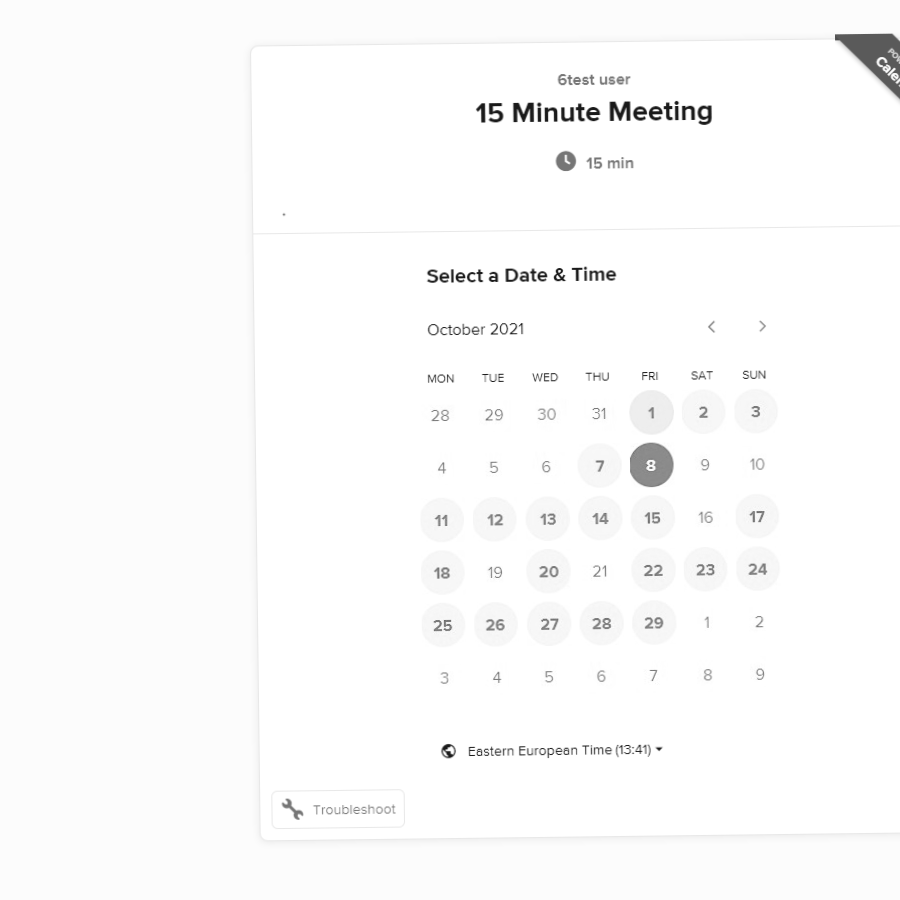 6test user
15 Minute Meeting
15 min
.
Select a Date & Time
October 2021
MON TUE WED THU FRI SAT SUN
28 29 30 31 1 2 3
4 5 6 7 8 9 10
11 12 13 14 15 16 17
18 19 20 21 22 23 24
25 26 27 28 29 1 2
3 4 5 6 7 8 9
Eastern European Time (13:41)
Troubleshoot